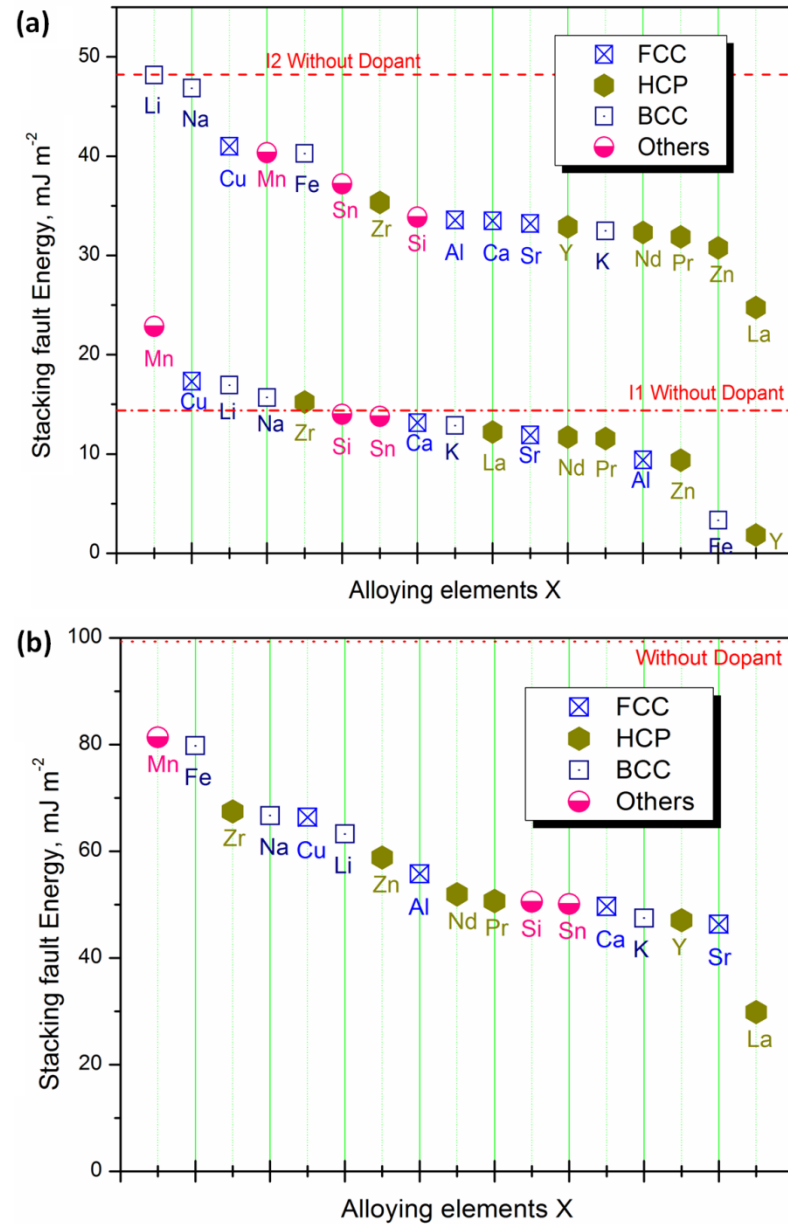 (a)
Stacking fault Energy, mJ m⁻²
50
40
30
20
10
0
I2 Without Dopant
FCC
HCP
BCC
Others
Li
Na
Cu
Mn
Fe
Sn
Zr
Si
Al
Ca
Sr
Y
K
Nd
Pr
Zn
La
I1 Without Dopant
Mn
Cu
Li
Na
Zr
Si
Sn
Ca
K
La
Sr
Nd
Pr
Al
Zn
Fe
Y
Alloying elements X
(b)
Stacking fault Energy, mJ m⁻²
100
80
60
40
20
0
Without Dopant
FCC
HCP
BCC
Others
Mn
Fe
Zr
Na
Cu
Li
Zn
Al
Nd
Pr
Si
Sn
Ca
K
Y
Sr
La
Alloying elements X